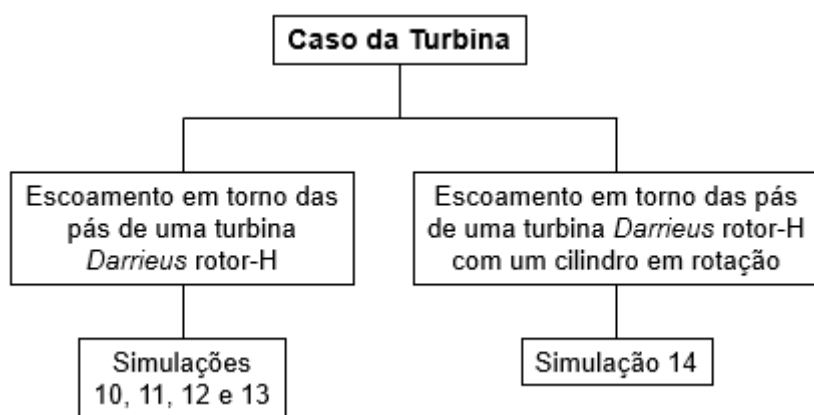 Caso da Turbina
Escoamento em torno das
pás de uma turbina
Darrieus rotor-H
Escoamento em torno das pás
de uma turbina Darrieus rotor-H
com um cilindro em rotação
Simulações
10, 11, 12 e 13
Simulação 14